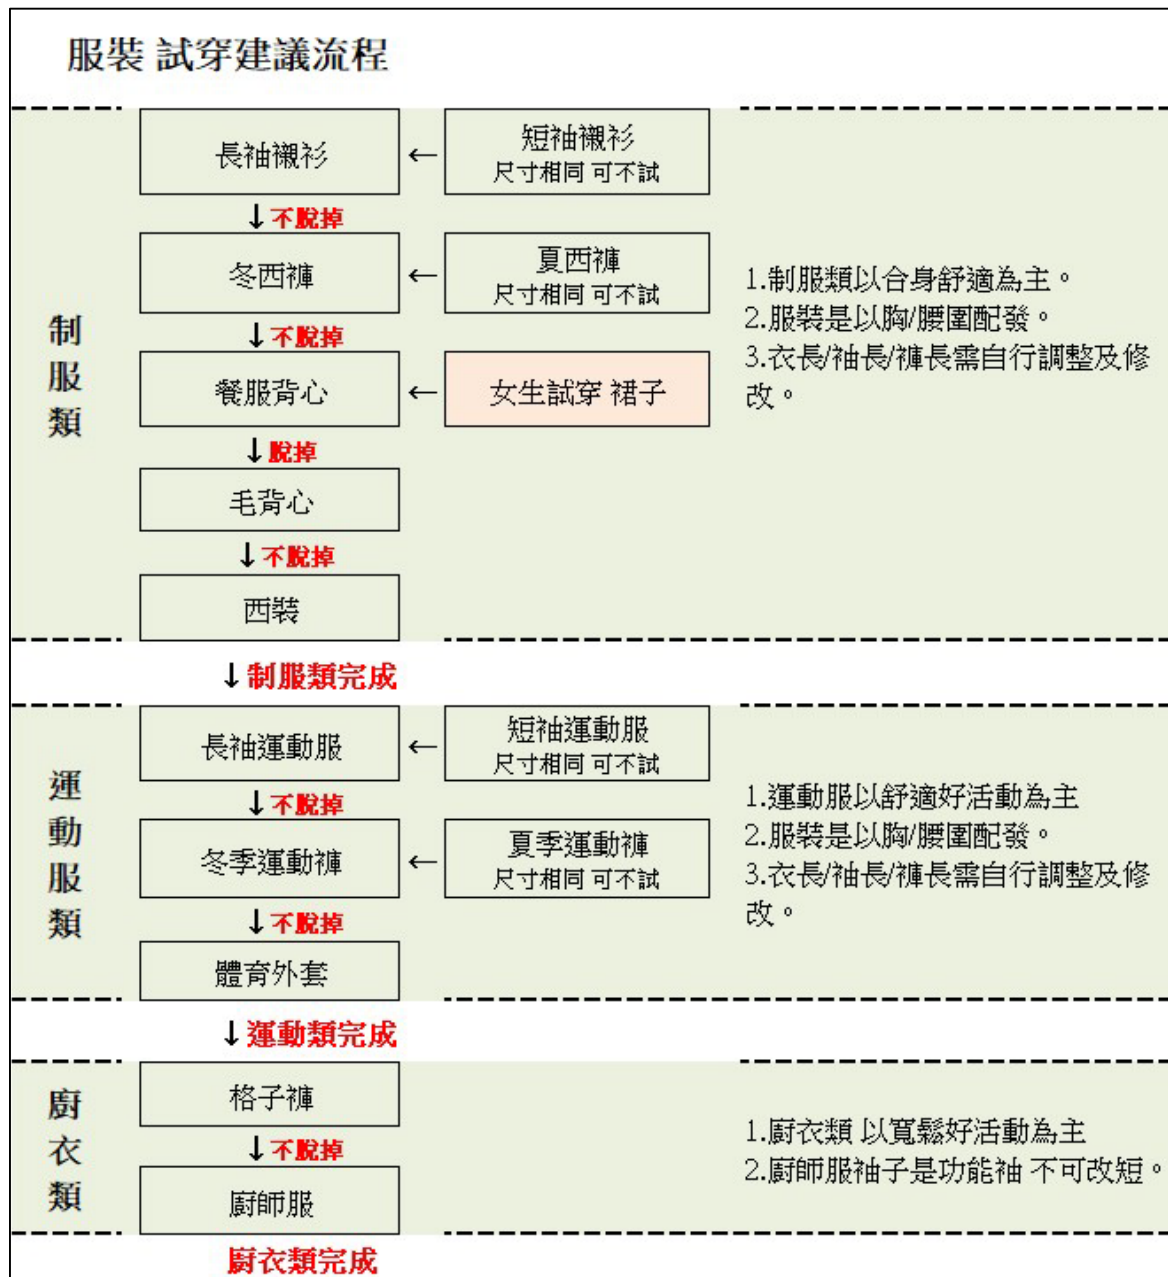 服裝 試穿建議流程
制服類
長袖襯衫
←
短袖襯衫
尺寸相同 可不試
↓不脫掉
冬西褲
←
夏西褲
尺寸相同 可不試
↓不脫掉
餐服背心
←
女生試穿 裙子
↓脫掉
毛背心
↓不脫掉
西裝
1.制服類以合身舒適為主。
2.服裝是以胸/腰圍配發。
3.衣長/袖長/褲長需自行調整及修
改。
↓制服類完成
運動服類
長袖運動服
←
短袖運動服
尺寸相同 可不試
↓不脫掉
冬季運動褲
←
夏季運動褲
尺寸相同 可不試
↓不脫掉
體育外套
1.運動服以舒適好活動為主
2.服裝是以胸/腰圍配發。
3.衣長/袖長/褲長需自行調整及修
改。
↓運動類完成
廚衣類
格子褲
↓不脫掉
廚師服
1.廚衣類 以寬鬆好活動為主
2.廚師服袖子是功能袖 不可改短。
廚衣類完成